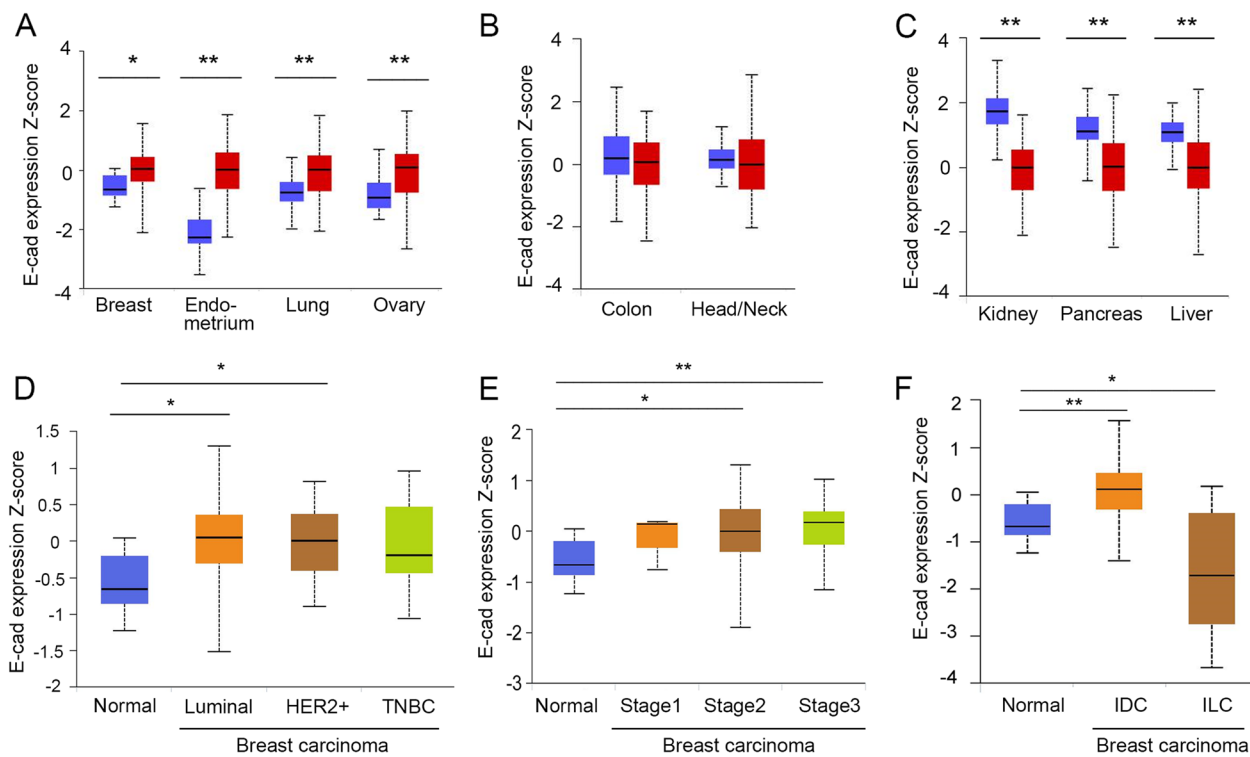 A
E-cad expression Z-score
4
2
0
-2
-4
* ** ** **
Breast Endo-metrium Lung Ovary
B
E-cad expression Z-score
4
2
0
-2
-4
Colon Head/Neck
C
E-cad expression Z-score
4
2
0
-2
4
** ** **
Kidney Pancreas Liver
D
E-cad expression Z-score
1.5
1
0.5
0
-0.5
-1
-1.5
-2
*
*
Normal Luminal HER2+ TNBC
Breast carcinoma
E
E-cad expression Z-score
2
1
0
-1
-2
-3
**
*
Normal Stage1 Stage2 Stage3
Breast carcinoma
F
E-cad expression Z-score
2
1
0
-1
-2
-3
-4
*
**
Normal IDC ILC
Breast carcinoma